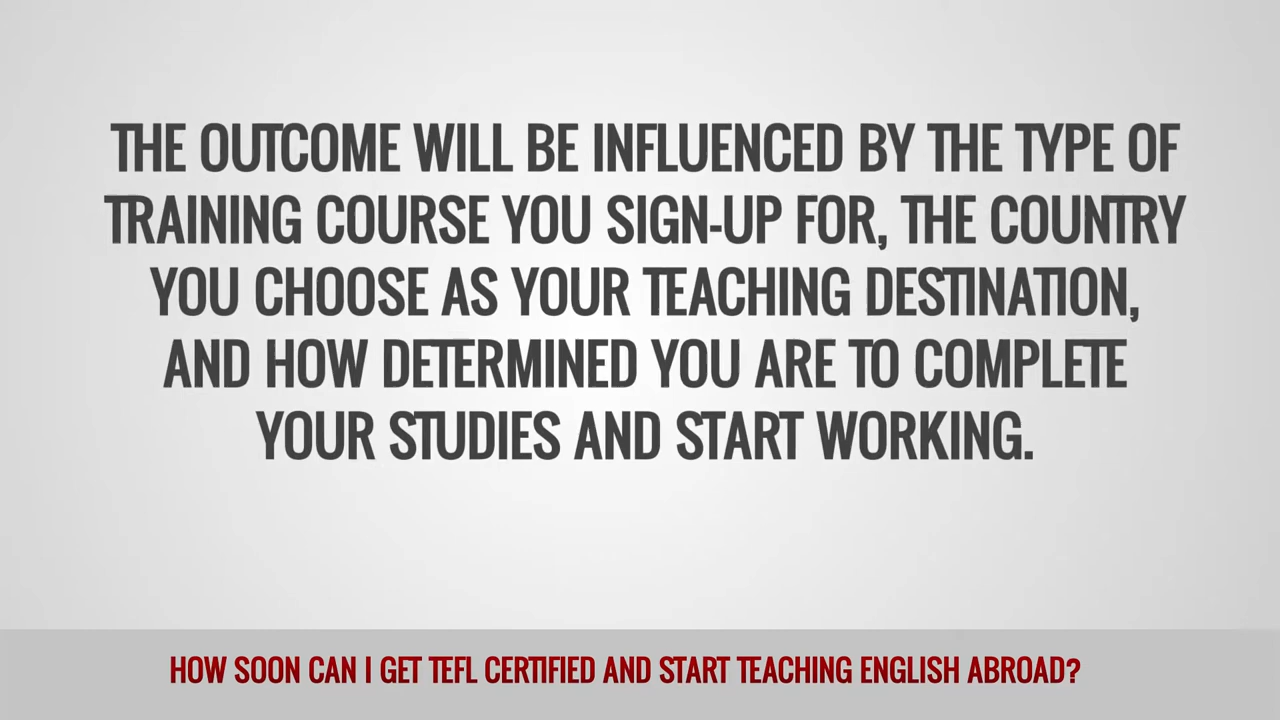 THE OUTCOME WILL BE INFLUENCED BY THE TYPE OF
TRAINING COURSE YOU SIGN-UP FOR, THE COUNTRY
YOU CHOOSE AS YOUR TEACHING DESTINATION,
AND HOW DETERMINED YOU ARE TO COMPLETE
YOUR STUDIES AND START WORKING.
HOW SOON CAN I GET TEFL CERTIFIED AND START TEACHING ENGLISH ABROAD?